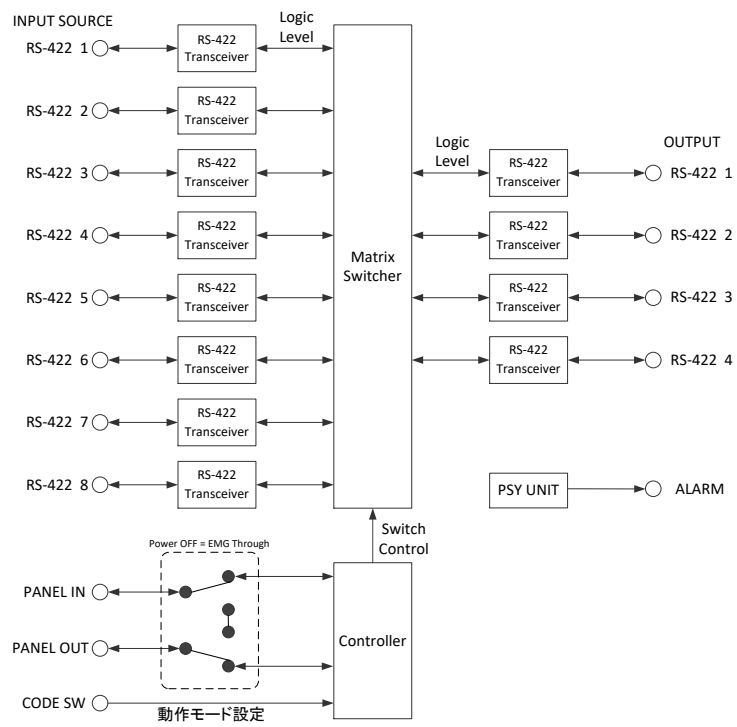 INPUT SOURCE
RS-422 1
RS-422
Transceiver
Logic
Level
RS-422 2
RS-422
Transceiver
RS-422 3
RS-422
Transceiver
RS-422 4
RS-422
Transceiver
RS-422 5
RS-422
Transceiver
RS-422 6
RS-422
Transceiver
RS-422 7
RS-422
Transceiver
RS-422 8
RS-422
Transceiver
Matrix
Switcher
Logic
Level
OUTPUT
RS-422
Transceiver
RS-422 1
RS-422
Transceiver
RS-422 2
RS-422
Transceiver
RS-422 3
RS-422
Transceiver
RS-422 4
PSY UNIT
ALARM
Switch
Control
Power OFF = EMG Through
PANEL IN
PANEL OUT
Controller
CODE SW
動作モード設定